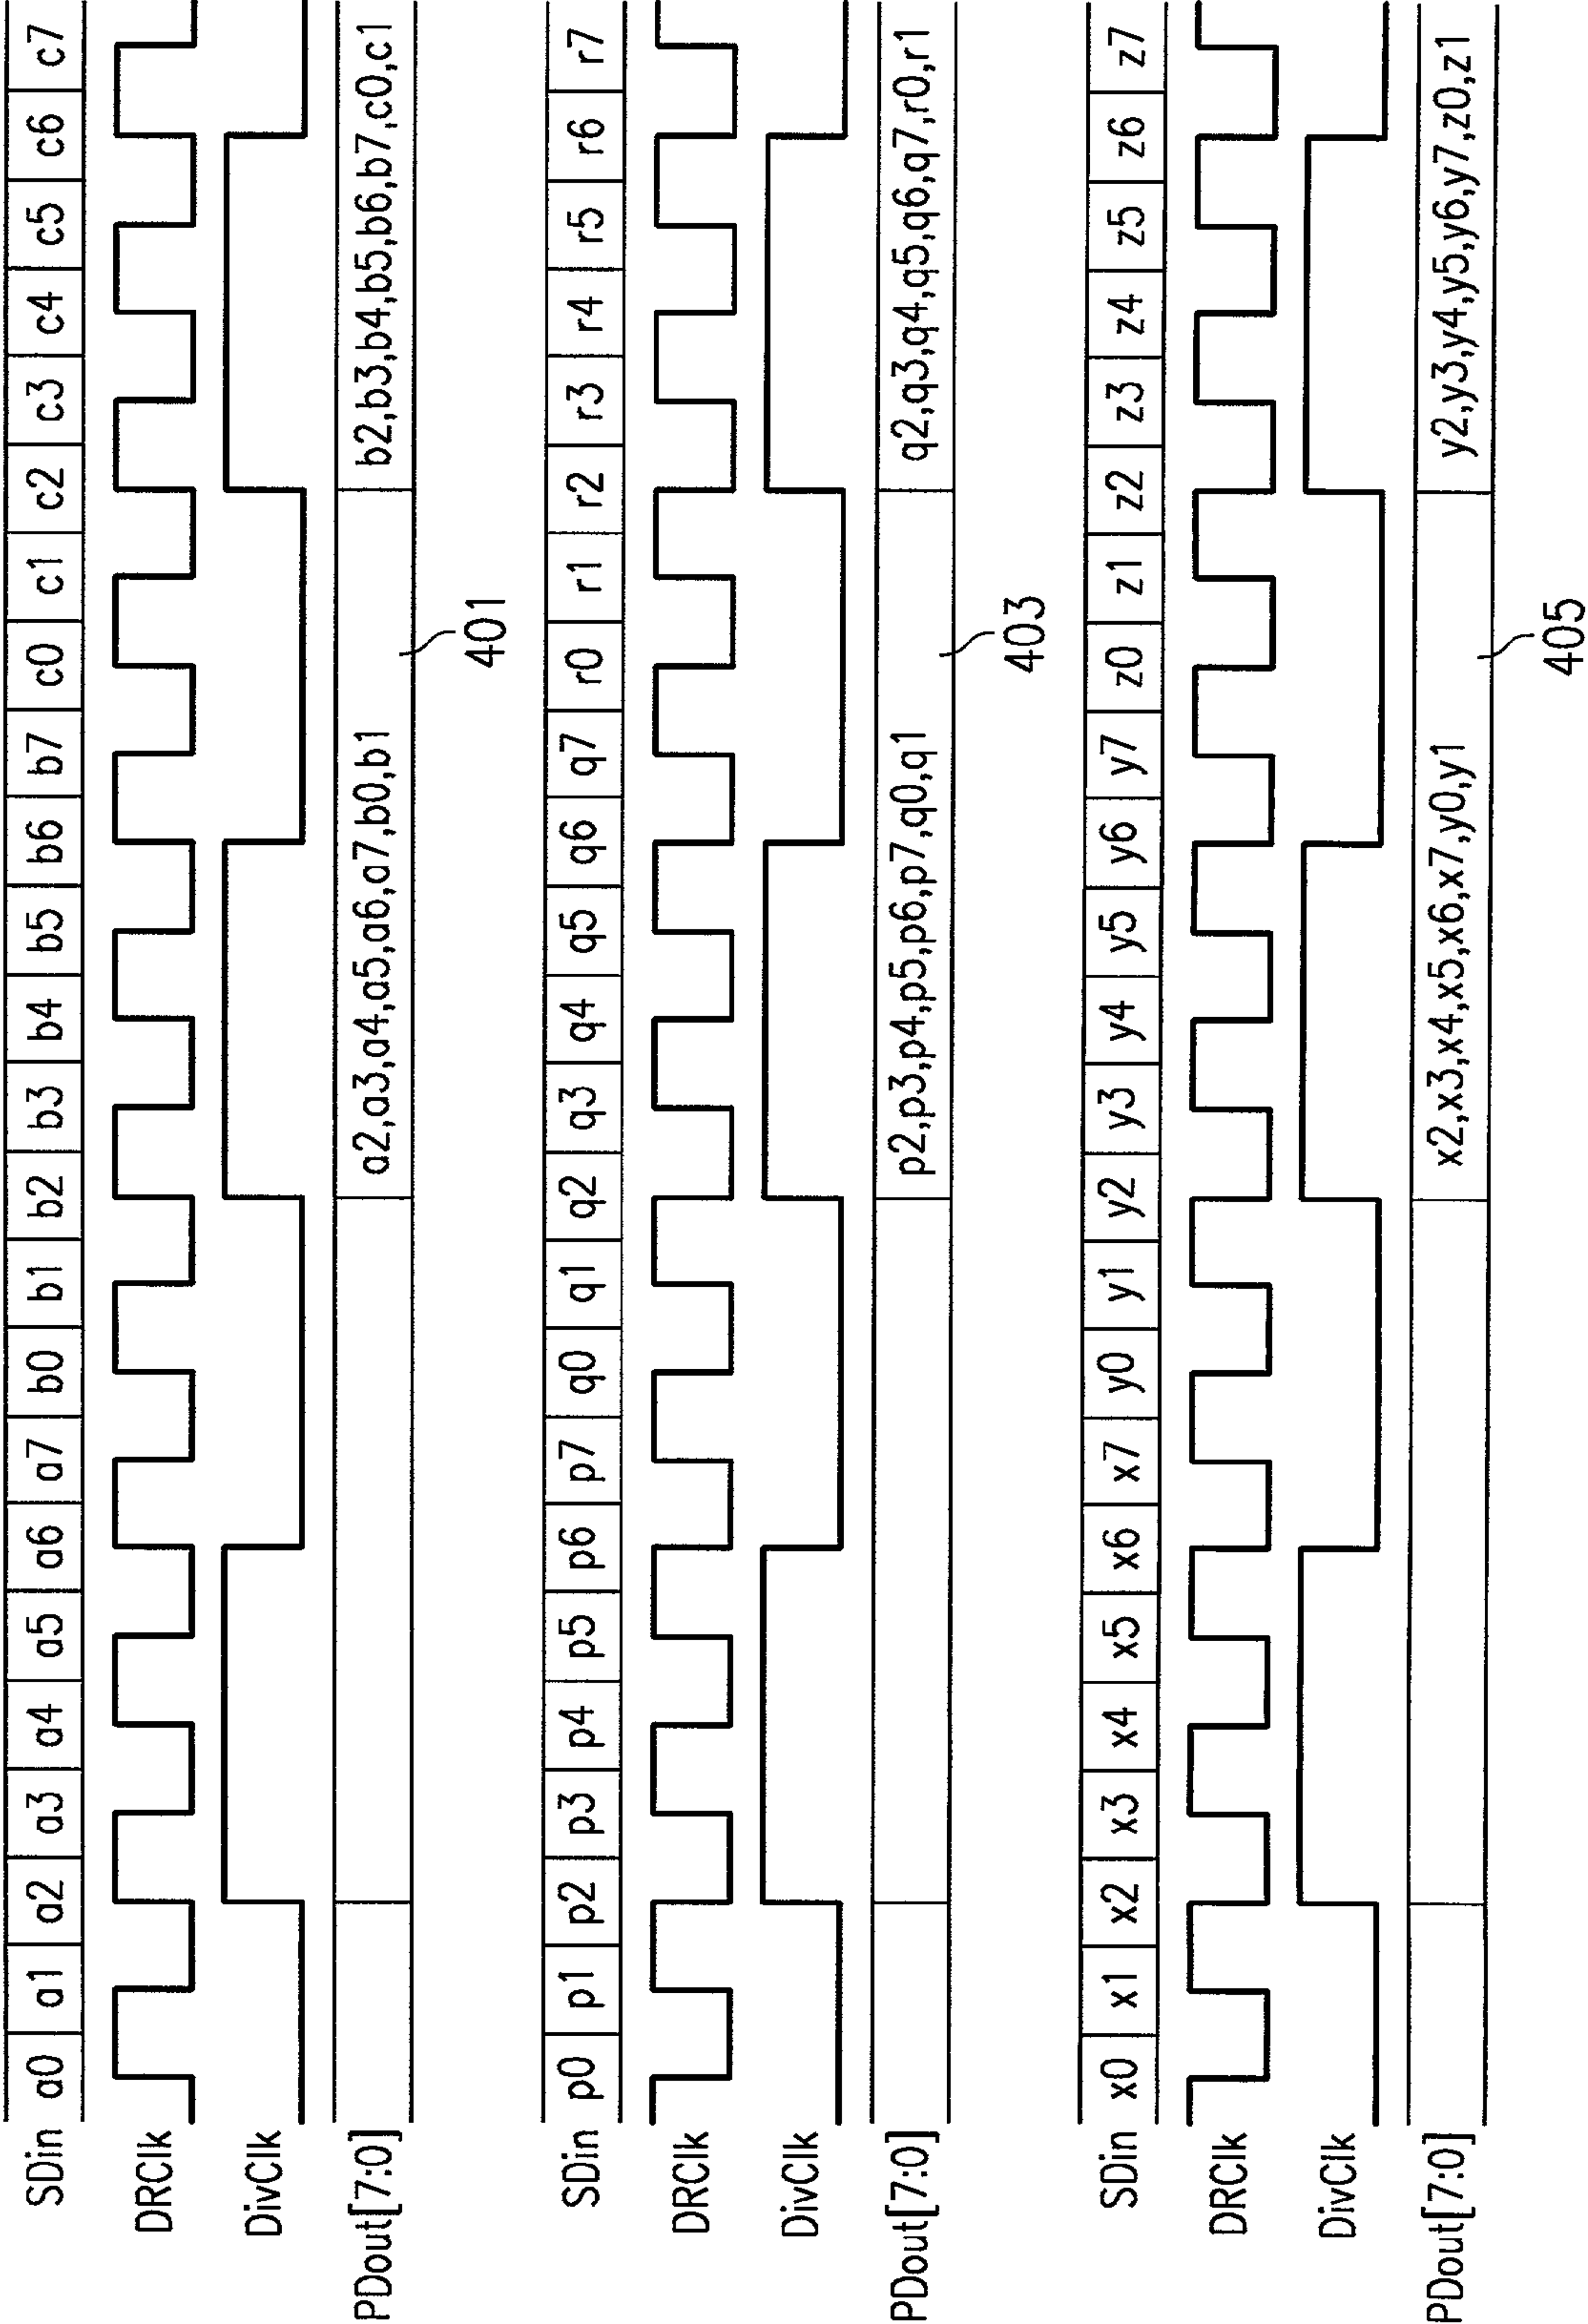 SDin a0 a1 a2 a3 a4 a5 a6 a7 b0 b1 b2 b3 b4 b5 b6 b7 c0 c1 c2 c3 c4 c5 c6 c7
DRClk
DivClk
PDout[7:0] a2,a3,a4,a5,a6,a7,b0,b1 b2,b3,b4,b5,b6,b7,c0,c1
401
SDin p0 p1 p2 p3 p4 p5 p6 p7 q0 q1 q2 q3 q4 q5 q6 q7 r0 r1 r2 r3 r4 r5 r6 r7
DRClk
DivClk
PDout[7:0] p2,p3,p4,p5,p6,p7,q0,q1 q2,q3,q4,q5,q6,q7,r0,r1
403
SDin x0 x1 x2 x3 x4 x5 x6 x7 y0 y1 y2 y3 y4 y5 y6 y7 z0 z1 z2 z3 z4 z5 z6 z7
DRClk
DivClk
PDout[7:0] x2,x3,x4,x5,x6,x7,y0,y1 y2,y3,y4,y5,y6,y7,z0,z1
405